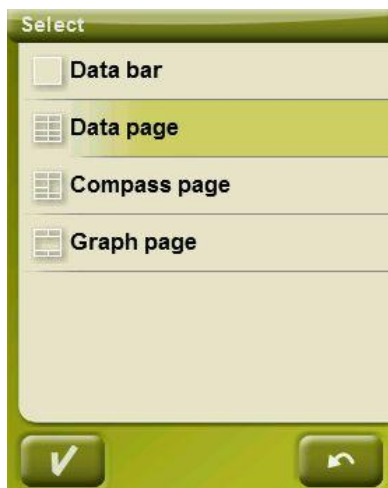 Select
Data bar
Data page
Compass page
Graph page